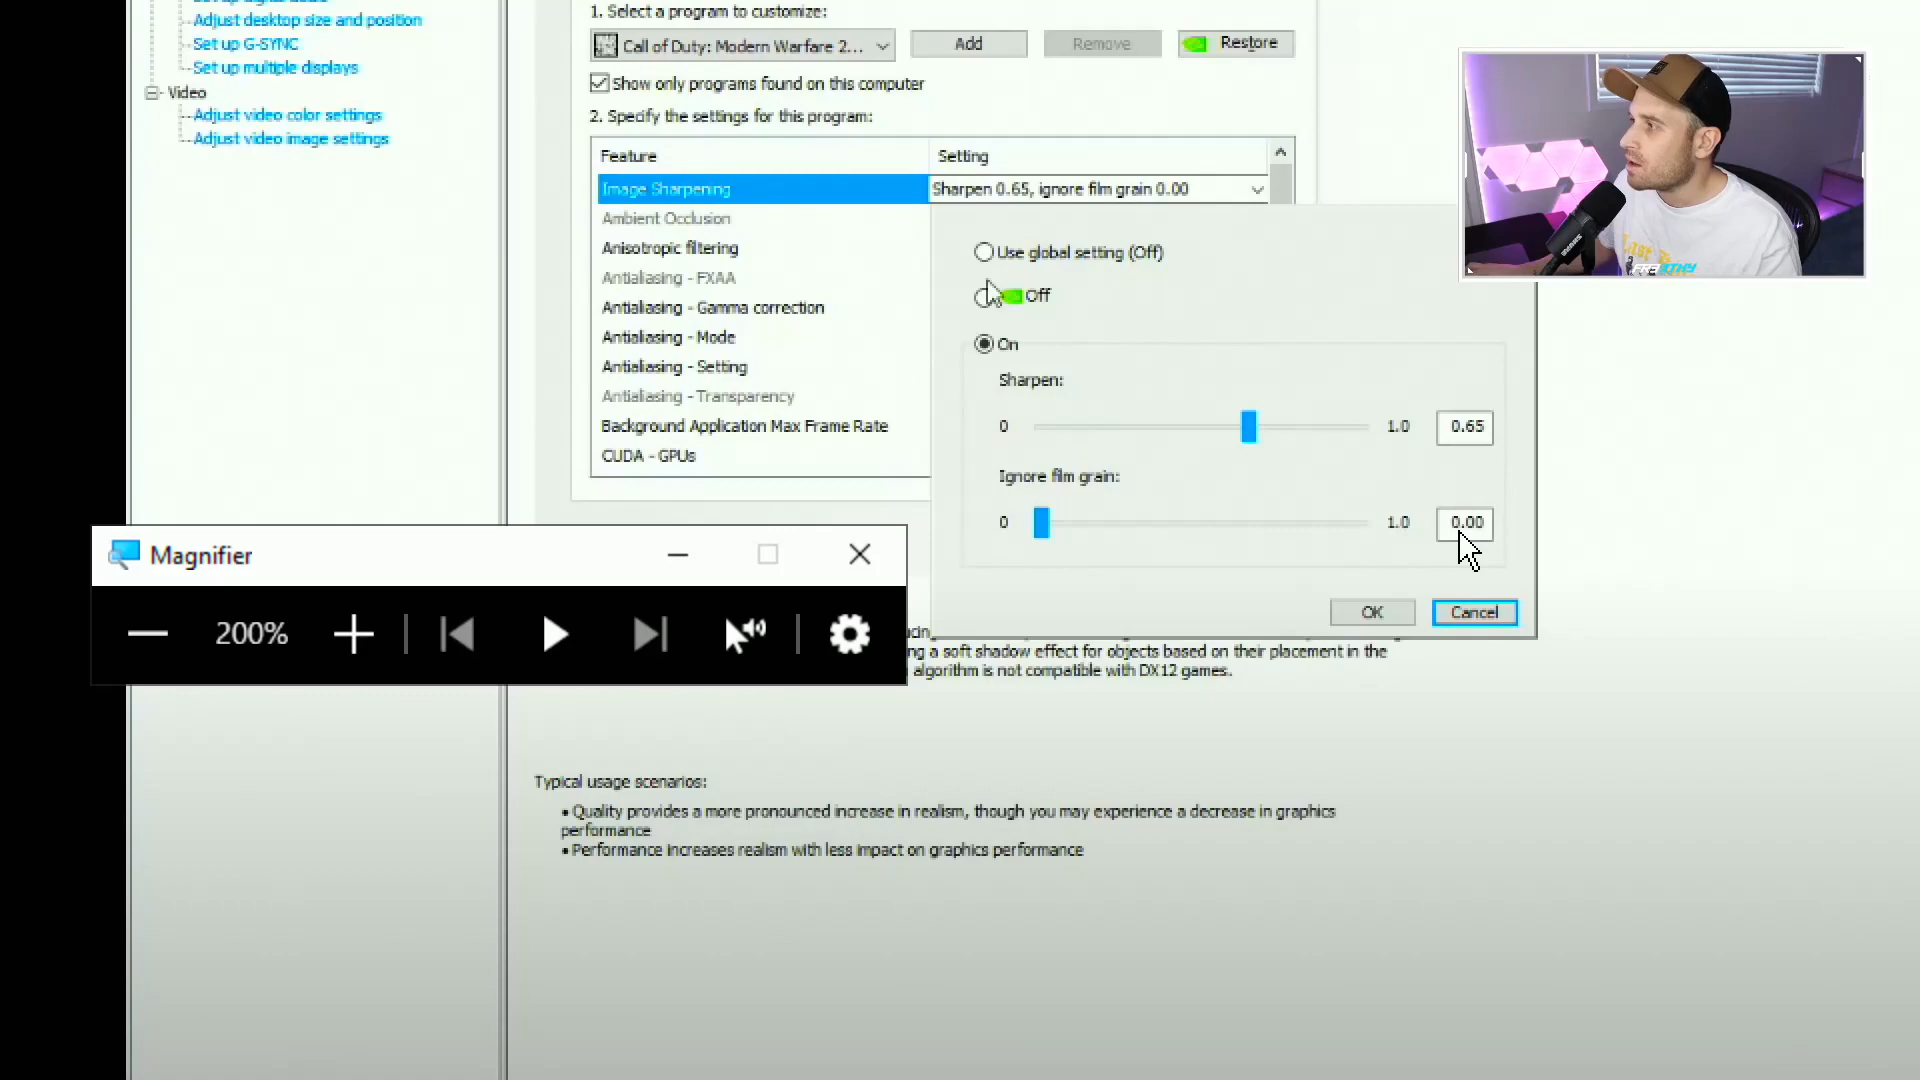 Adjust desktop size and position
Set up G-SYNC
Set up multiple displays
Video
Adjust video color settings
Adjust video image settings
1. Select a program to customize:
Call of Duty: Modern Warfare 2...
Add
Remove
Restore
Show only programs found on this computer
2. Specify the settings for this program:
Feature
Setting
Image Sharpening
Sharpen 0.65, ignore film grain 0.00
Ambient Occlusion
Anisotropic filtering
Antialiasing - FXAA
Antialiasing - Gamma correction
Antialiasing - Mode
Antialiasing - Setting
Antialiasing - Transparency
Background Application Max Frame Rate
CUDA - GPUs
Use global setting (Off)
Off
On
Sharpen:
0
1.0
0.65
Ignore film grain:
0
1.0
0.00
OK
Cancel
Magnifier
200%
ng a soft shadow effect for objects based on their placement in the
algorithm is not compatible with DX12 games.
Typical usage scenarios:
• Quality provides a more pronounced increase in realism, though you may experience a decrease in graphics
performance
• Performance increases realism with less impact on graphics performance